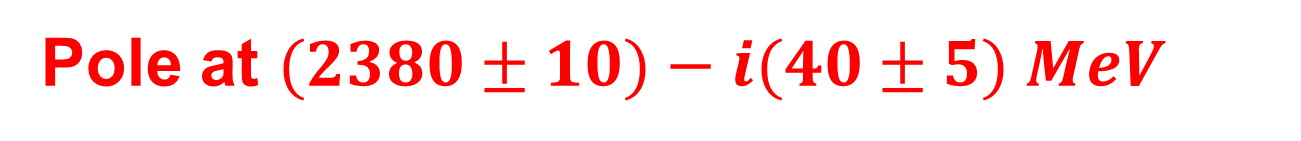 Pole at (2380 ± 10) − i(40 ± 5) MeV